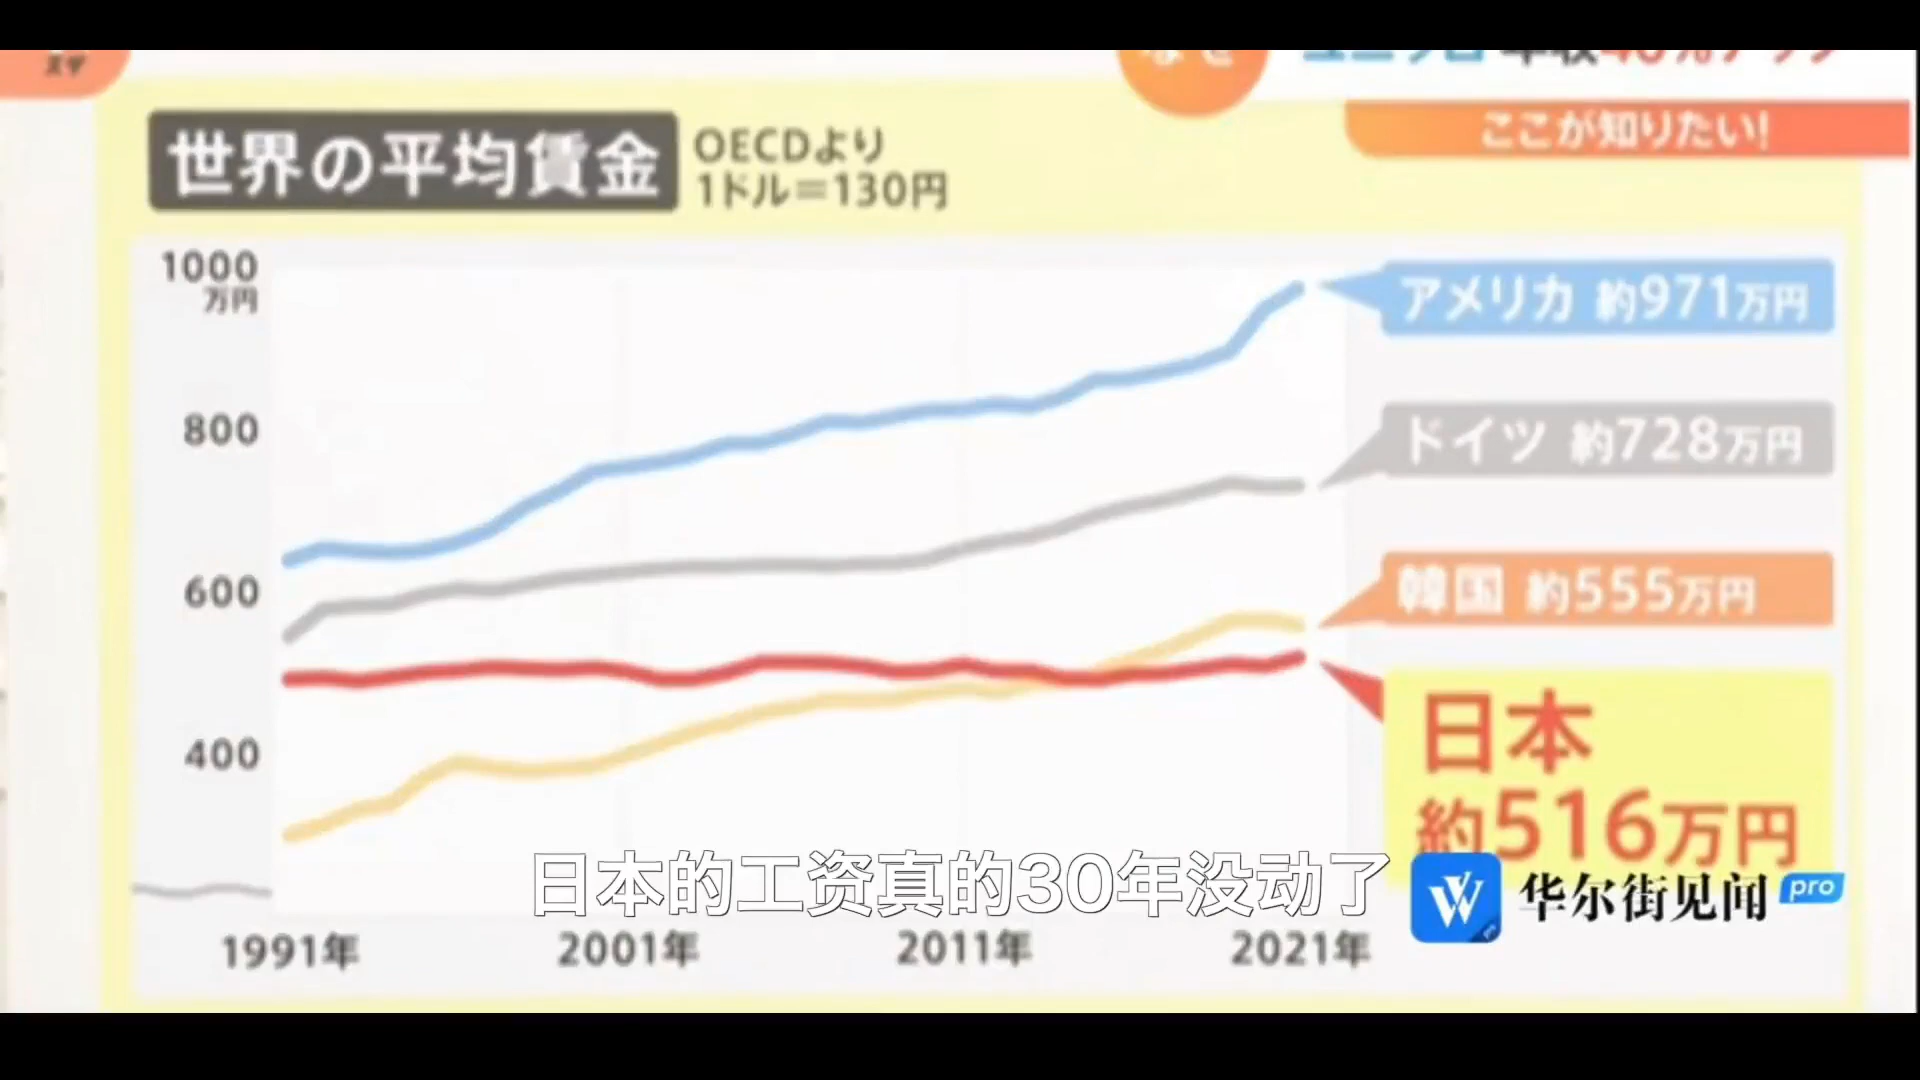 世界の平均賃金
OECDより
1ドル＝130円
ここが知りたい!
1000
万円
800
600
400
アメリカ 約971万円
ドイツ 約728万円
韓国 約555万円
日本
約516万円
日本的工资真的30年没动了
华尔街见闻 pro
1991年
2001年
2011年
2021年